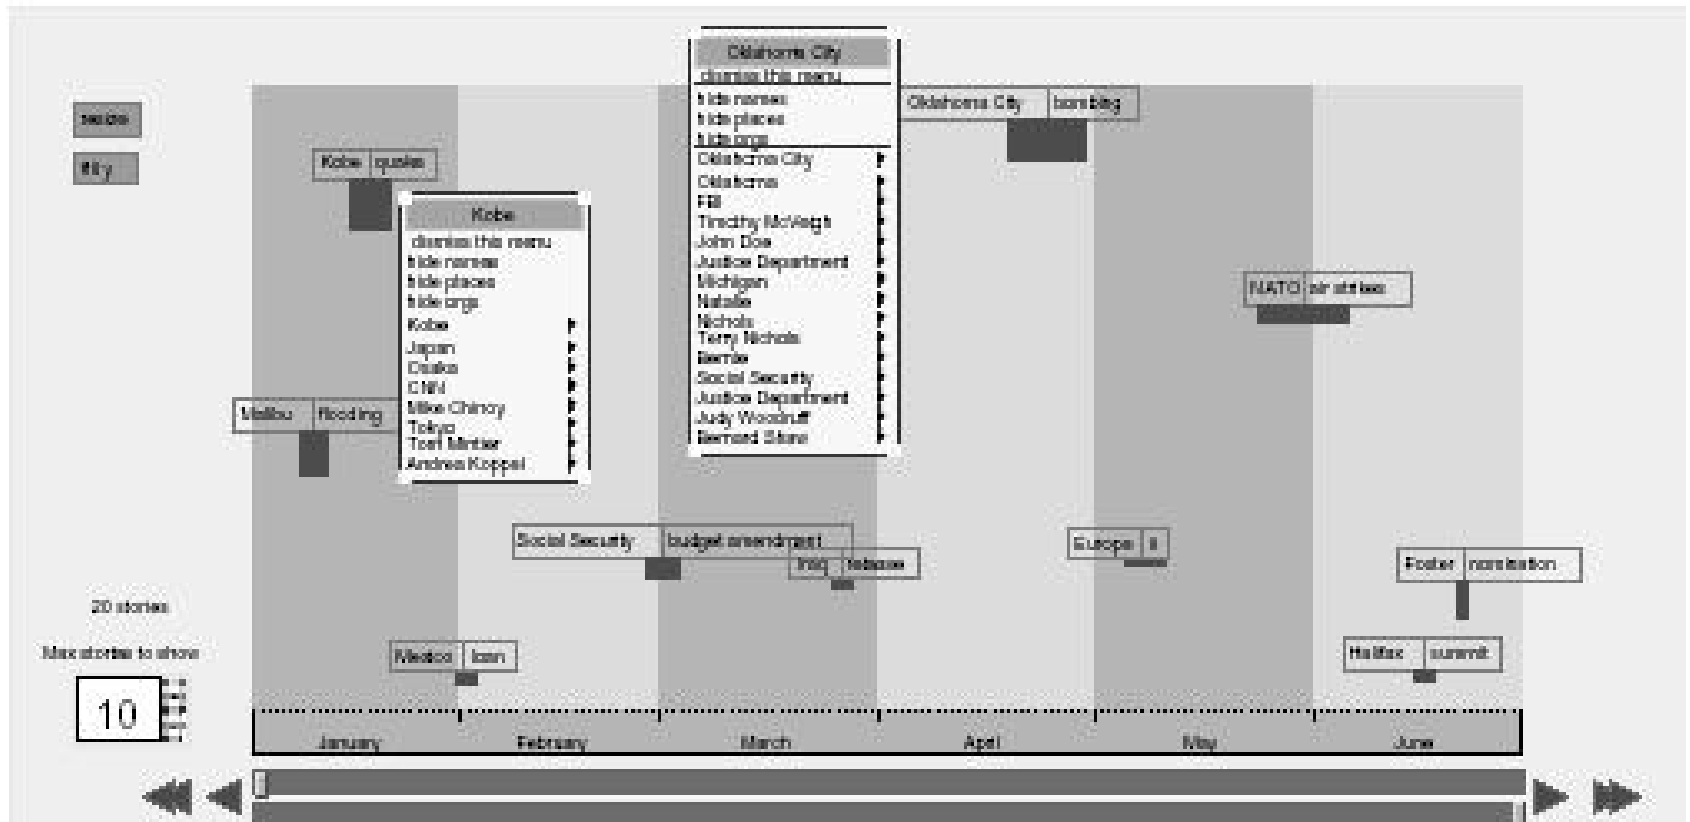 Oklahoma City
dismiss this menu
hide names
hide places
hide orgs
Oklahoma City
Oklahoma
FBI
Timothy McVeigh
John Doe
Justice Department
Michigan
Natalie
Nichols
Terry Nichols
Social Security
Justice Department
Judy Woodruff
Bernard Shaw
Oklahoma City bombing
Kobe quake
Kobe
dismiss this menu
hide names
hide places
hide orgs
Kobe
Japan
Osaka
CNN
Mike Chinoy
Tokyo
Tom Mintier
Andrea Koppel
NATO air strikes
Malibu flooding
Social Security budget amendment
Iraq release
Europe
Foster nomination
20 stories
Max stories to show
10
Mexico loan
Halifax summit
January February March April May June